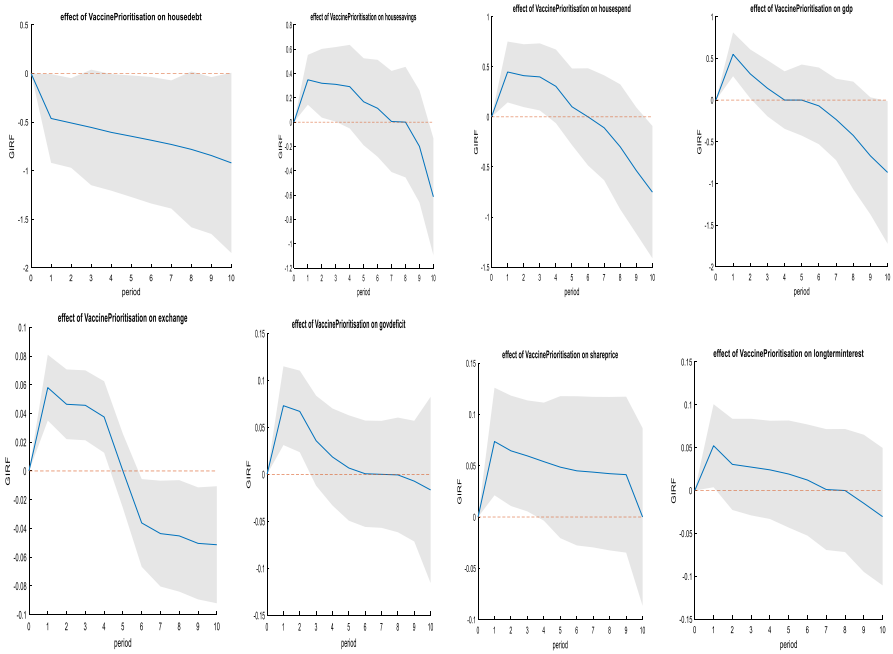 effect of VaccinePrioritisation on housedebt
0.5
0
-0.5
-1
-1.5
-2
GIRF
0 1 2 3 4 5 6 7 8 9 10
period
effect of VaccinePrioritisation on housesavings
0.8
0.6
0.4
0.2
0
-0.2
-0.4
-0.6
-0.8
-1
-1.2
GIRF
0 1 2 3 4 5 6 7 8 9 10
period
effect of VaccinePrioritisation on housespend
1
0.5
0
-0.5
-1
-1.5
GIRF
0 1 2 3 4 5 6 7 8 9 10
period
effect of VaccinePrioritisation on gdp
1
0.5
0
-0.5
-1
-1.5
-2
GIRF
0 1 2 3 4 5 6 7 8 9 10
period
effect of VaccinePrioritisation on exchange
0.1
0.08
0.06
0.04
0.02
0
-0.02
-0.04
-0.06
-0.08
-0.1
GIRF
0 1 2 3 4 5 6 7 8 9 10
period
effect of VaccinePrioritisation on govdeficit
0.15
0.1
0.05
0
-0.05
-0.1
-0.15
GIRF
0 1 2 3 4 5 6 7 8 9 10
period
effect of VaccinePrioritisation on shareprice
0.15
0.1
0.05
0
-0.05
-0.1
GIRF
0 1 2 3 4 5 6 7 8 9 10
period
effect of VaccinePrioritisation on longterminterest
0.15
0.1
0.05
0
-0.05
-0.1
-0.15
GIRF
0 1 2 3 4 5 6 7 8 9 10
period